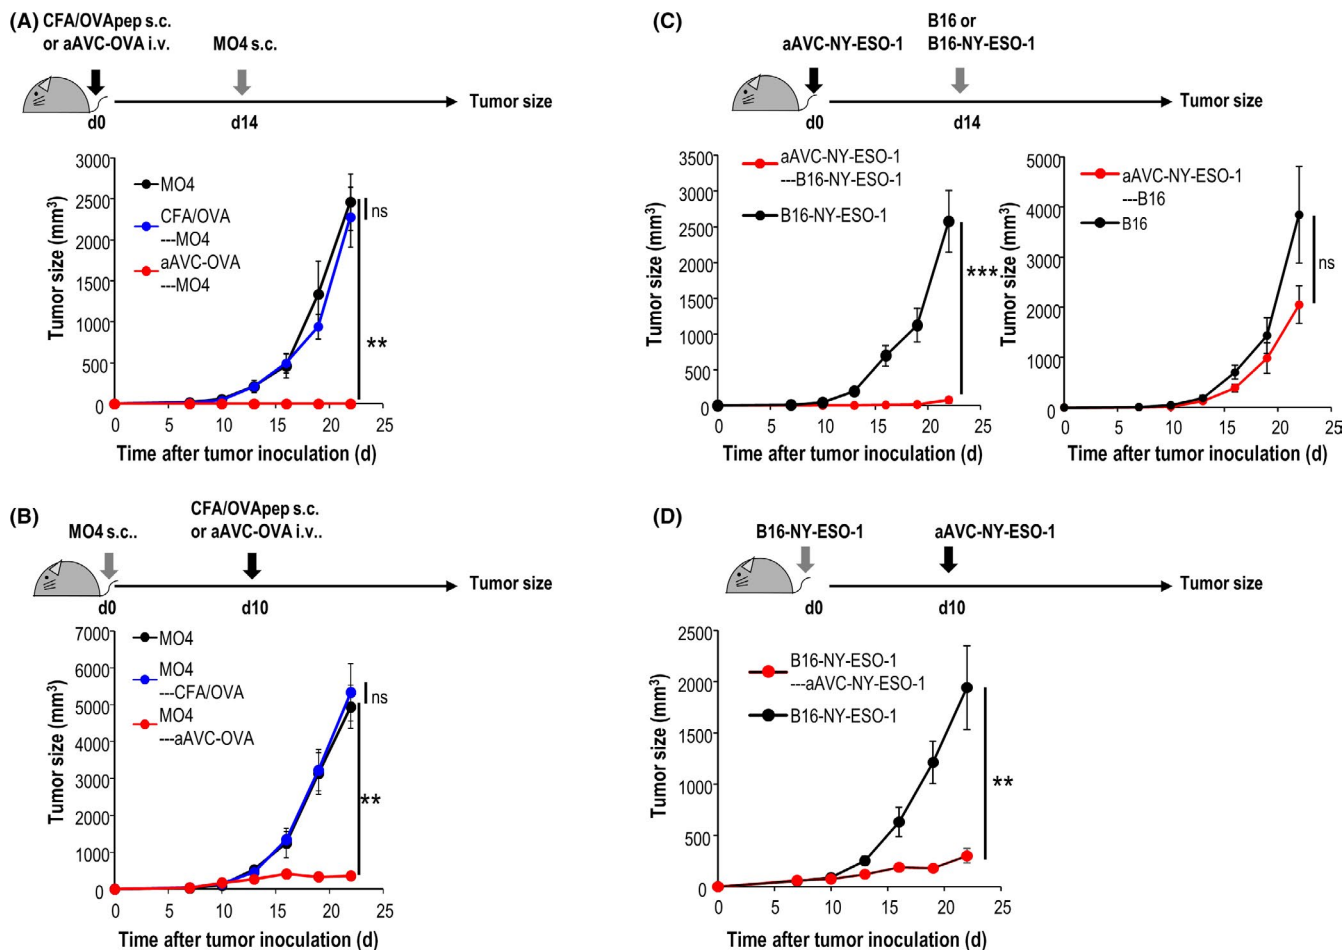 (A)
CFA/OVApep s.c.
or aAVC-OVA i.v.
MO4 s.c.
Tumor size
d0
d14
3000
2500
2000
1500
1000
500
0
Tumor size (mm³)
MO4
CFA/OVA
---MO4
aAVC-OVA
---MO4
ns
**
0 5 10 15 20 25
Time after tumor inoculation (d)
(B)
MO4 s.c..
CFA/OVApep s.c.
or aAVC-OVA i.v..
Tumor size
d0
d10
7000
6000
5000
4000
3000
2000
1000
0
Tumor size (mm³)
MO4
MO4
---CFA/OVA
MO4
---aAVC-OVA
ns
**
0 5 10 15 20 25
Time after tumor inoculation (d)
(C)
aAVC-NY-ESO-1
B16 or
B16-NY-ESO-1
Tumor size
d0
d14
3500
3000
2500
2000
1500
1000
500
0
Tumor size (mm³)
aAVC-NY-ESO-1
---B16-NY-ESO-1
B16-NY-ESO-1
***
0 5 10 15 20 25
Time after tumor inoculation (d)
5000
4000
3000
2000
1000
0
Tumor size (mm³)
aAVC-NY-ESO-1
---B16
B16
ns
0 5 10 15 20 25
Time after tumor inoculation (d)
(D)
B16-NY-ESO-1
aAVC-NY-ESO-1
Tumor size
d0
d10
2500
2000
1500
1000
500
0
Tumor size (mm³)
B16-NY-ESO-1
---aAVC-NY-ESO-1
B16-NY-ESO-1
**
0 5 10 15 20 25
Time after tumor inoculation (d)